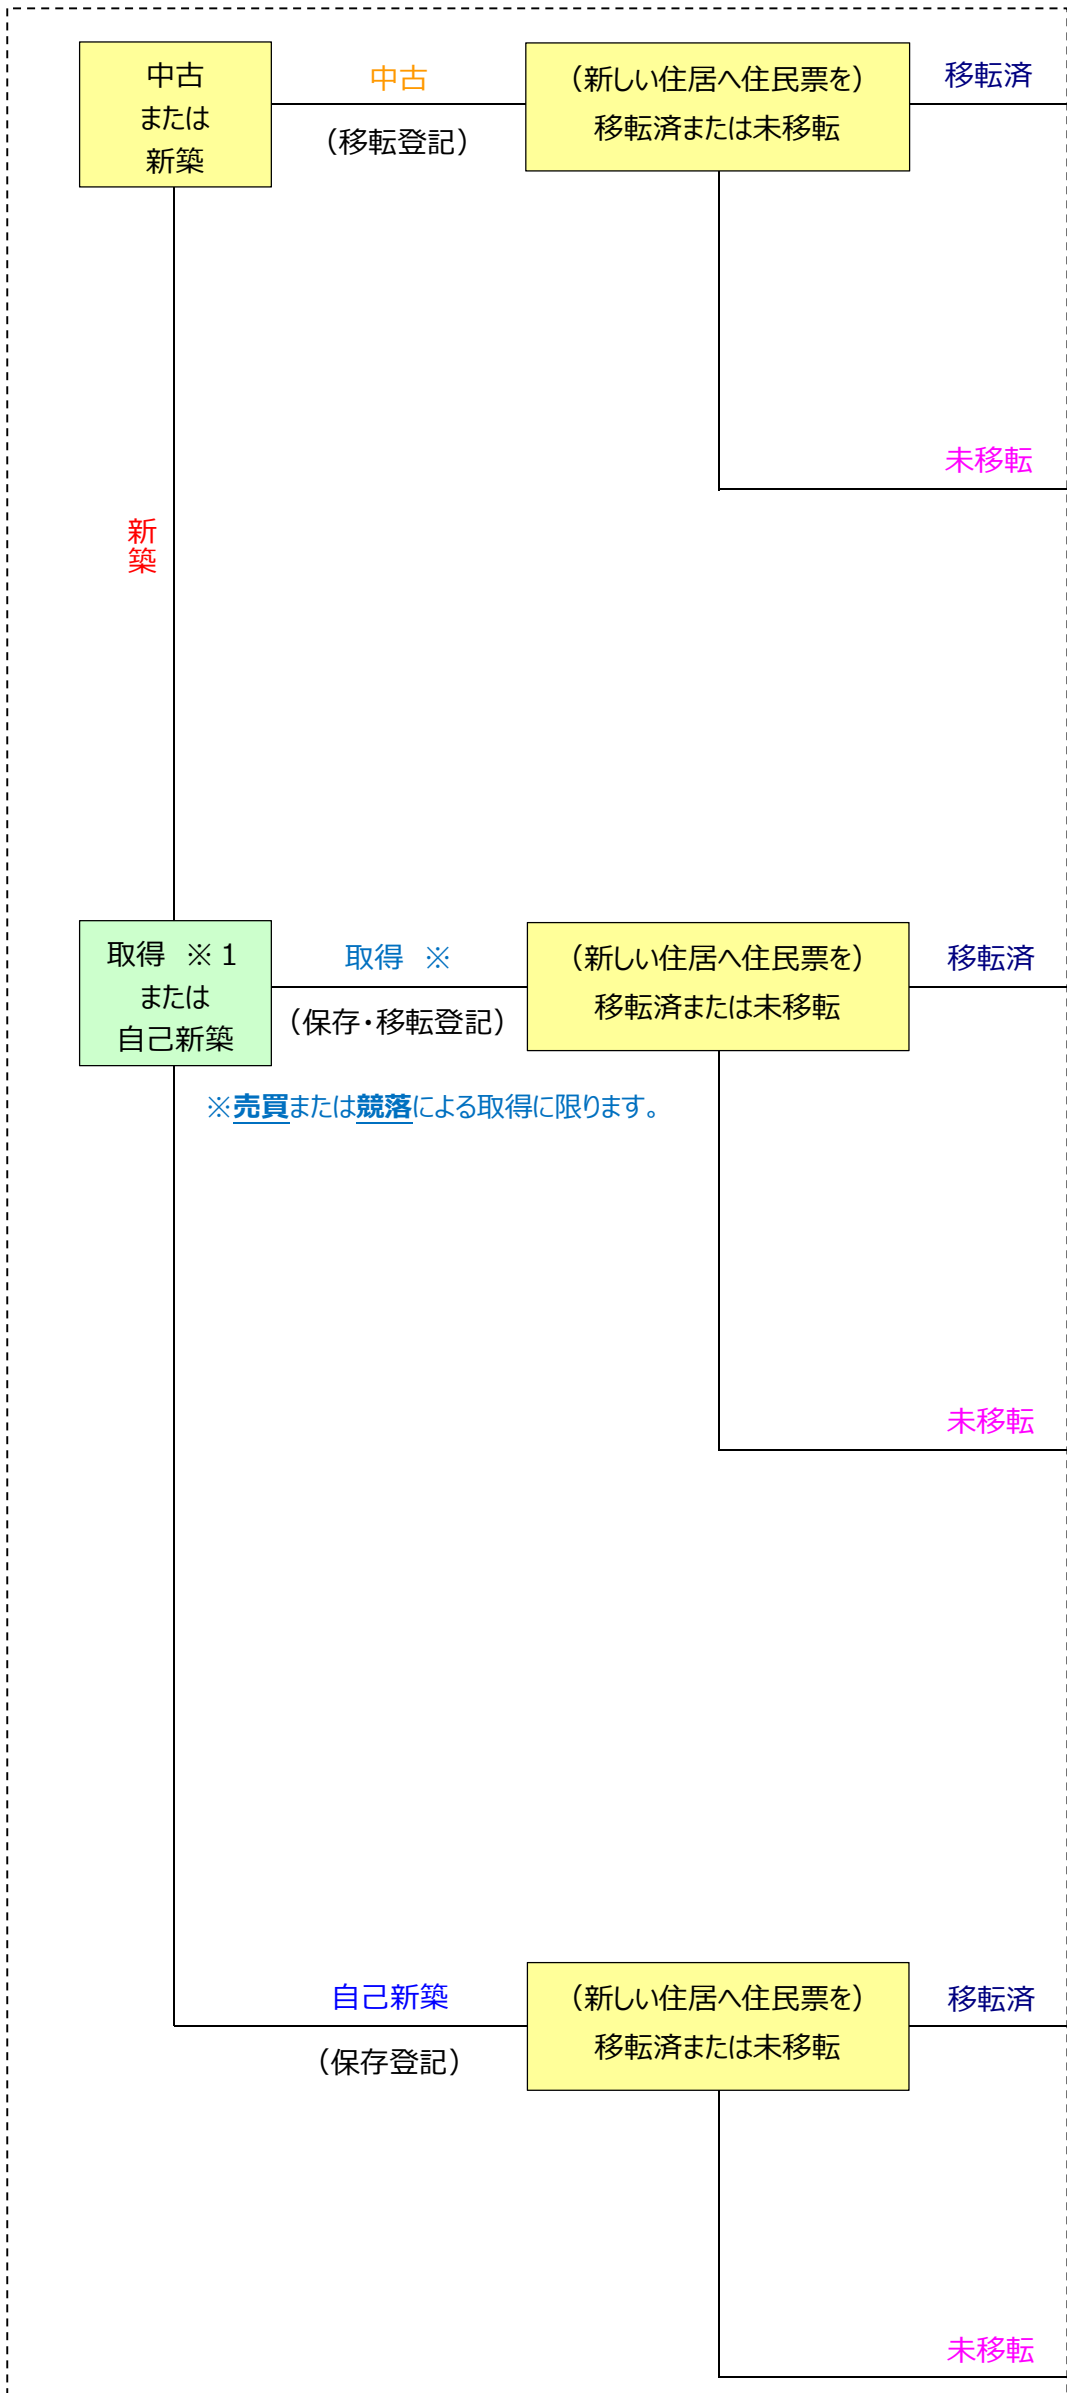 中古
または
新築
中古
（移転登記）
（新しい住居へ住民票を）
移転済または未移転
移転済
未移転
新築
取得　※１
または
自己新築
取得　※
（保存・移転登記）
（新しい住居へ住民票を）
移転済または未移転
移転済
※売買または競落による取得に限ります。
未移転
自己新築
（保存登記）
（新しい住居へ住民票を）
移転済または未移転
移転済
未移転